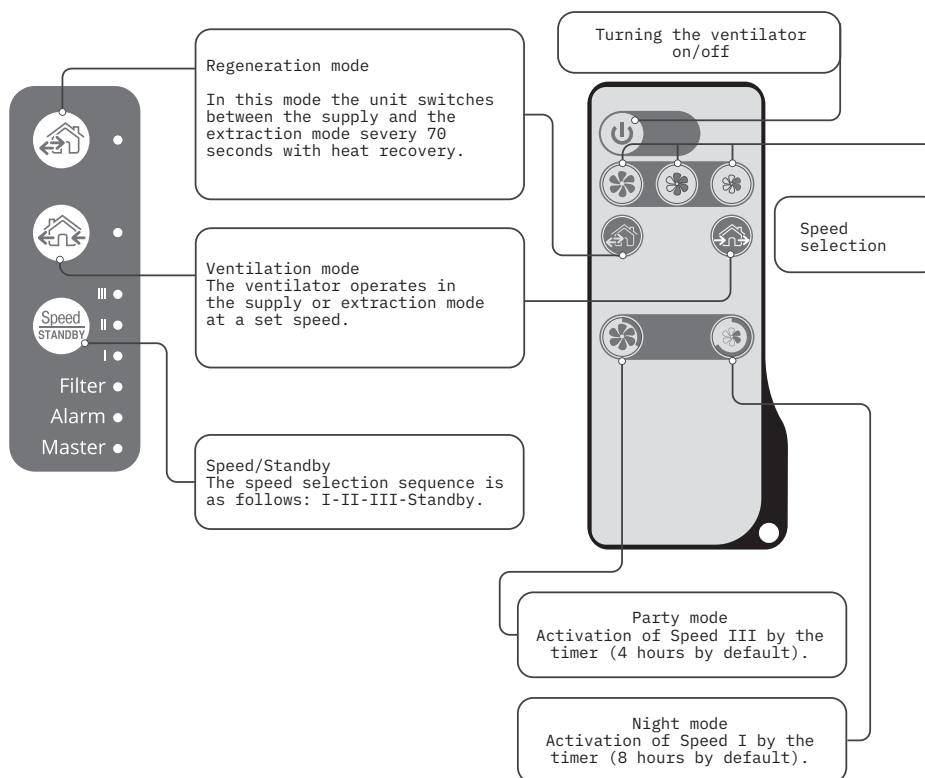 Turning the ventilator
on/off
Regeneration mode
In this mode the unit switches
between the supply and the
extraction mode severy 70
seconds with heat recovery.
Speed
selection
Ventilation mode
The ventilator operates in
the supply or extraction mode
at a set speed.
III
Speed
STANDBY
II
I
Filter
Alarm
Master
Speed/Standby
The speed selection sequence is
as follows: I-II-III-Standby.
Party mode
Activation of Speed III by the
timer (4 hours by default).
Night mode
Activation of Speed I by the
timer (8 hours by default).